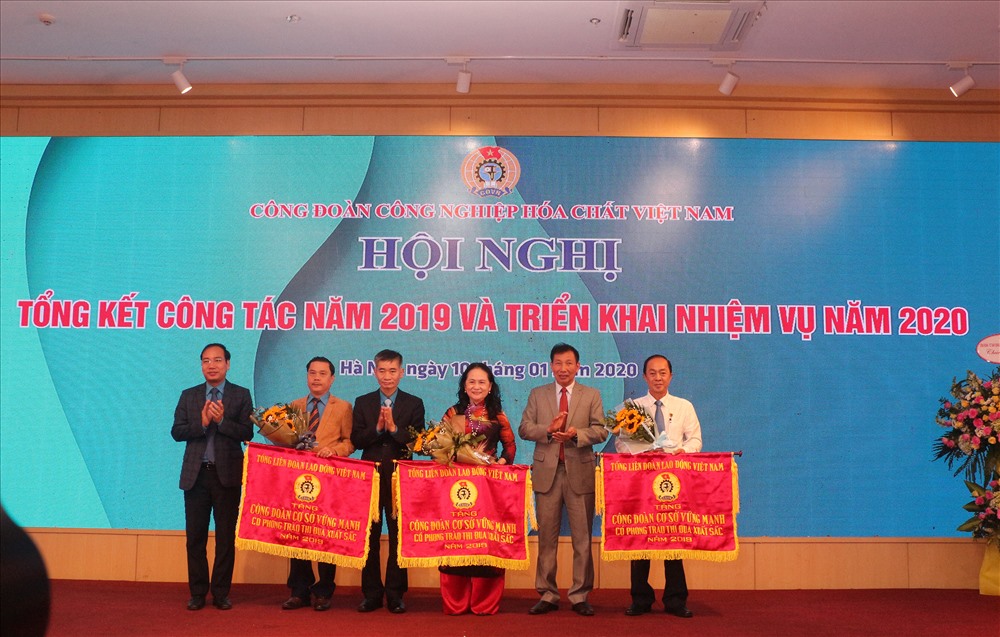 CÔNG ĐOÀN CÔNG NGHIỆP HÓA CHẤT VIỆT NAM
HỘI NGHỊ
TỔNG KẾT CÔNG TÁC NĂM 2019 VÀ TRIỂN KHAI NHIỆM VỤ NĂM 2020
Hà N ngày 10 háng 01 2020
TỔNG LIÊN ĐOÀN LAO ĐỘNG VIỆT NAM
TẶNG
CÔNG ĐOÀN CƠ SỞ VỮNG MẠNH
CÓ PHONG TRÀO THI ĐUA XUẤT SẮC
NĂM 2019
TỔNG LIÊN ĐOÀN LAO ĐỘNG VIỆT NAM
TẶNG
CÔNG ĐOÀN CƠ SỞ VỮNG MẠNH
CÓ PHONG TRÀO THI ĐUA XUẤT SẮC
NĂM 2019
TỔNG LIÊN ĐOÀN LAO ĐỘNG VIỆT NAM
TẶNG
CÔNG ĐOÀN CƠ SỞ VỮNG MẠNH
CÓ PHONG TRÀO THI ĐUA XUẤT SẮC
NĂM 2019